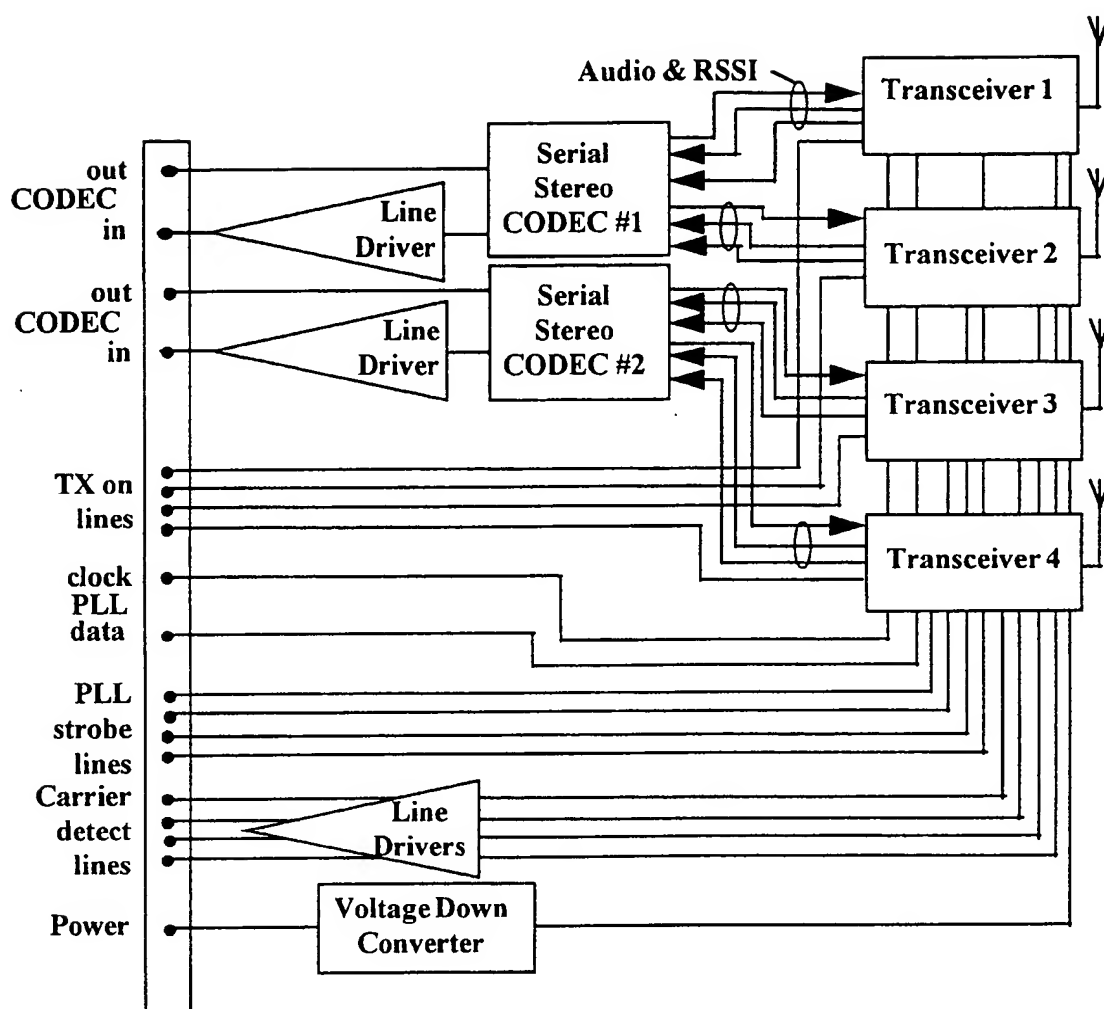 Audio & RSSI
Transceiver 1
out
CODEC
in
Line
Driver
Serial
Stereo
CODEC #1
Transceiver 2
out
CODEC
in
Line
Driver
Serial
Stereo
CODEC #2
Transceiver 3
TX on
lines
Transceiver 4
clock
PLL
data
PLL
strobe
lines
Carrier
detect
lines
Line
Drivers
Power
Voltage Down
Converter